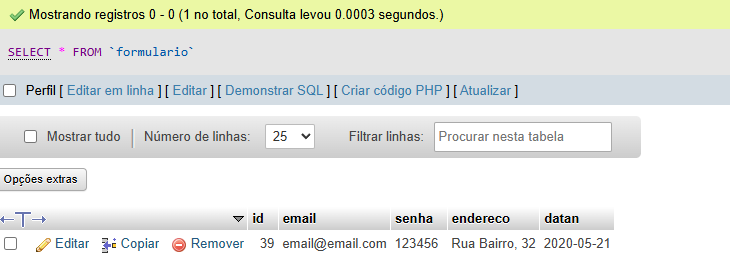 Mostrando registros 0 - 0 (1 no total, Consulta levou 0.0003 segundos.)
SELECT * FROM `formulario`
Perfil [ Editar em linha ] [ Editar ] [ Demonstrar SQL ] [ Criar código PHP ] [ Atualizar ]
Mostrar tudo Número de linhas: 25 Filtrar linhas: Procurar nesta tabela
Opções extras
←T→ id email senha endereco datan
Editar Copiar Remover 39 email@email.com 123456 Rua Bairro, 32 2020-05-21